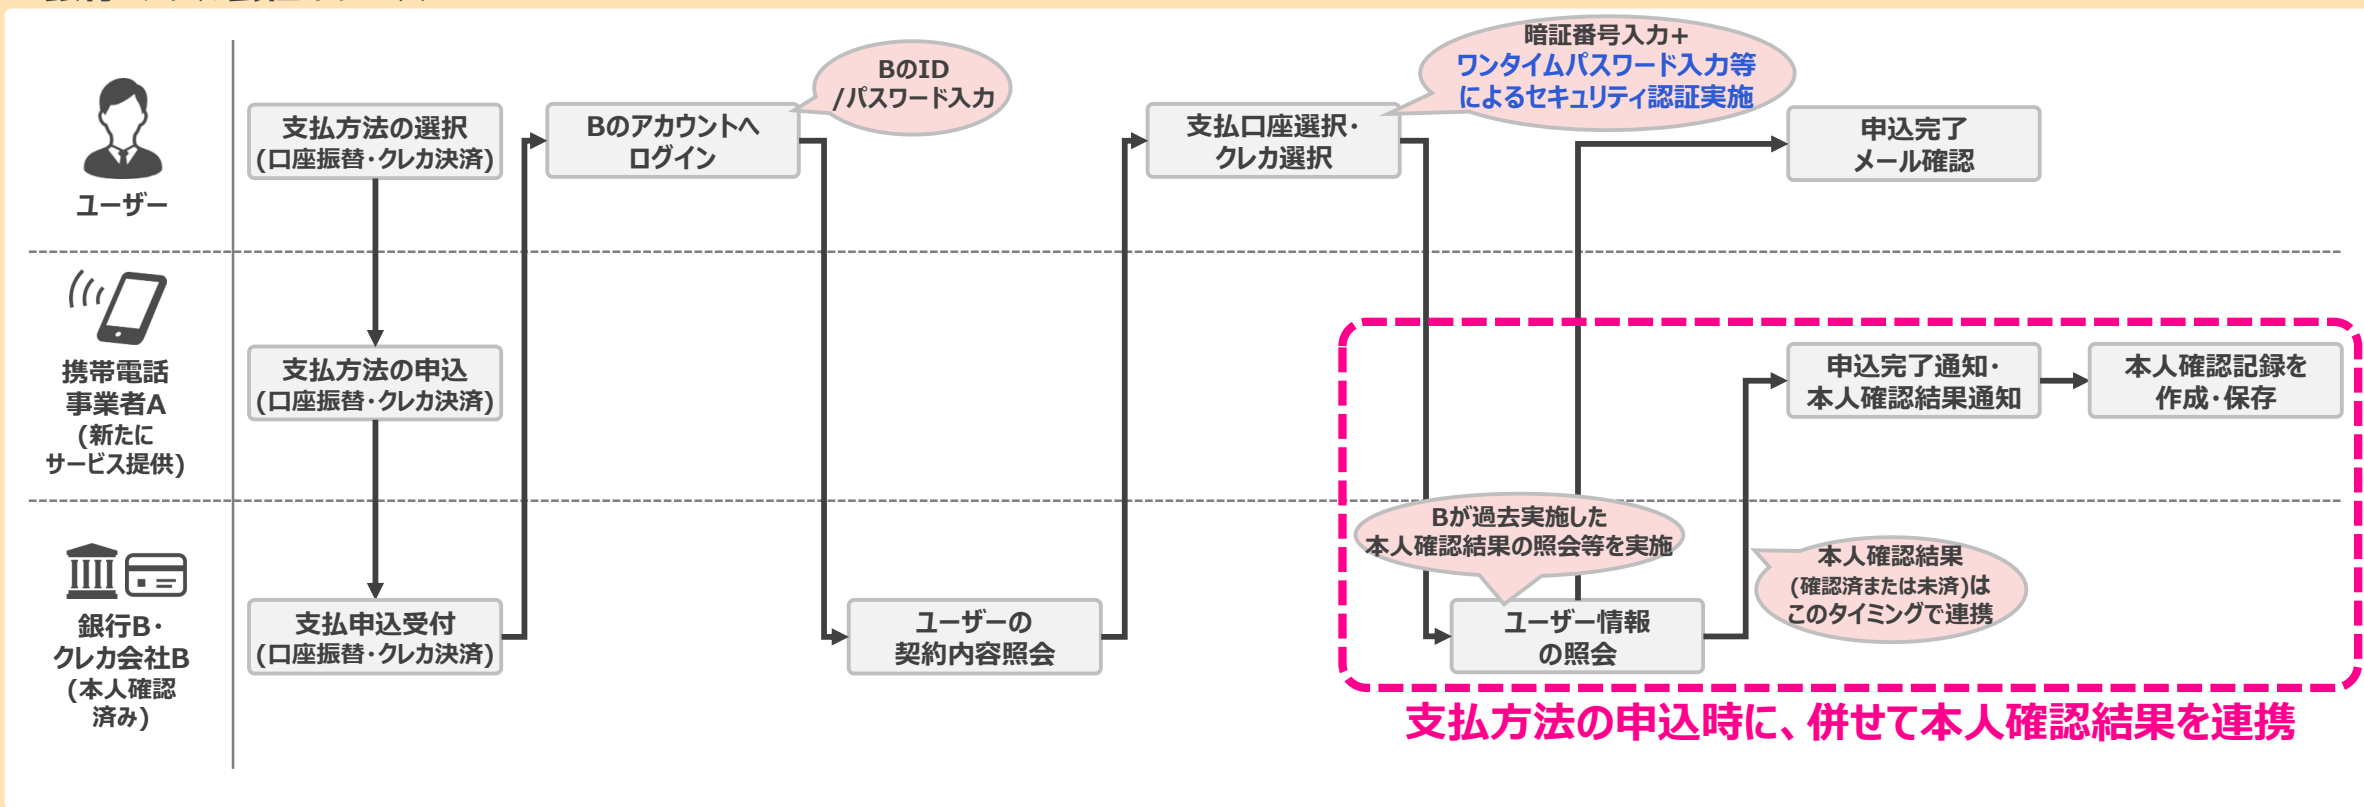 支払方法の選択
(口座振替・クレカ決済)
Bのアカウントへ
ログイン
BのID
/パスワード入力
支払口座選択・
クレカ選択
暗証番号入力+
ワンタイムパスワード入力等
によるセキュリティ認証実施
申込完了
メール確認
ユーザー
携帯電話
事業者A
(新たに
サービス提供)
支払方法の申込
(口座振替・クレカ決済)
申込完了通知・
本人確認結果通知
本人確認記録を
作成・保存
銀行B・
クレカ会社B
(本人確認
済み)
支払申込受付
(口座振替・クレカ決済)
ユーザーの
契約内容照会
Bが過去実施した
本人確認結果の照会等を実施
ユーザー情報
の照会
本人確認結果
(確認済または未済)は
このタイミングで連携
支払方法の申込時に、併せて本人確認結果を連携